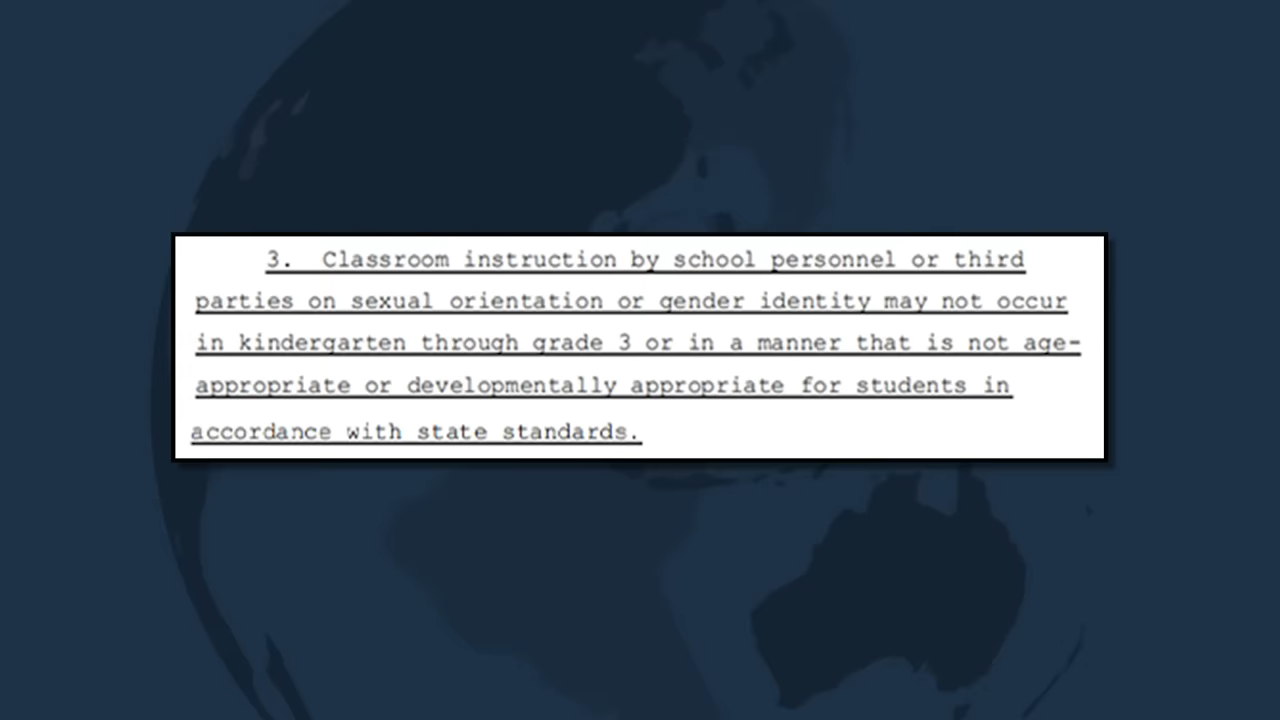 3. Classroom instruction by school personnel or third
parties on sexual orientation or gender identity may not occur
in kindergarten through grade 3 or in a manner that is not age-
appropriate or developmentally appropriate for students in
accordance with state standards.